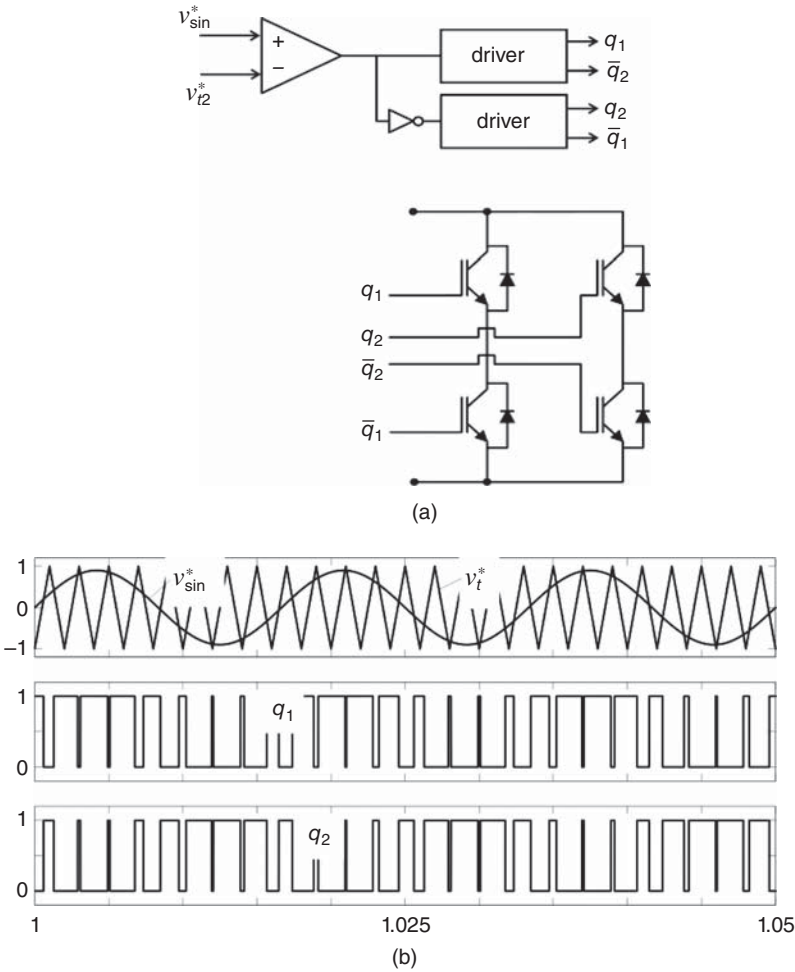 v*sin
+
−
v*t2
driver
q1
q̄2
driver
q2
q̄1
q1
q2
q̄2
q̄1
(a)
1
0
−1
v*sin
v*t
1
0
q1
1
0
q2
1
1.025
1.05
(b)